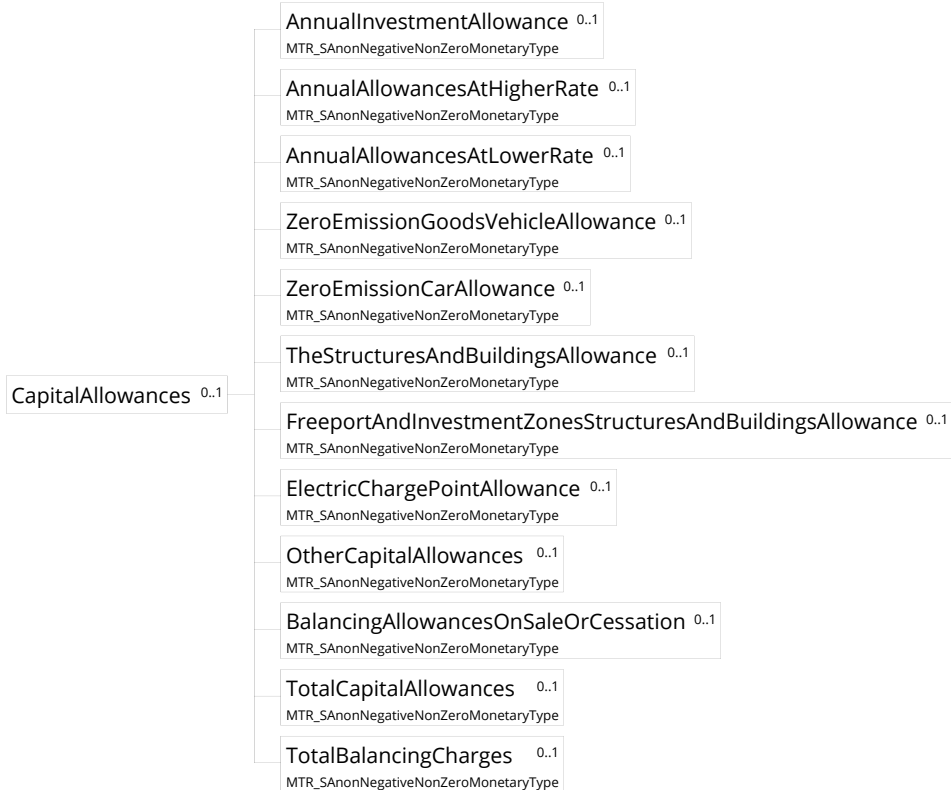 AnnualInvestmentAllowance 0..1
MTR_SAnonNegativeNonZeroMonetaryType
AnnualAllowancesAtHigherRate 0..1
MTR_SAnonNegativeNonZeroMonetaryType
AnnualAllowancesAtLowerRate 0..1
MTR_SAnonNegativeNonZeroMonetaryType
ZeroEmissionGoodsVehicleAllowance 0..1
MTR_SAnonNegativeNonZeroMonetaryType
ZeroEmissionCarAllowance 0..1
MTR_SAnonNegativeNonZeroMonetaryType
TheStructuresAndBuildingsAllowance 0..1
MTR_SAnonNegativeNonZeroMonetaryType
CapitalAllowances 0..1
FreeportAndInvestmentZonesStructuresAndBuildingsAllowance 0..1
MTR_SAnonNegativeNonZeroMonetaryType
ElectricChargePointAllowance 0..1
MTR_SAnonNegativeNonZeroMonetaryType
OtherCapitalAllowances 0..1
MTR_SAnonNegativeNonZeroMonetaryType
BalancingAllowancesOnSaleOrCessation 0..1
MTR_SAnonNegativeNonZeroMonetaryType
TotalCapitalAllowances 0..1
MTR_SAnonNegativeNonZeroMonetaryType
TotalBalancingCharges 0..1
MTR_SAnonNegativeNonZeroMonetaryType